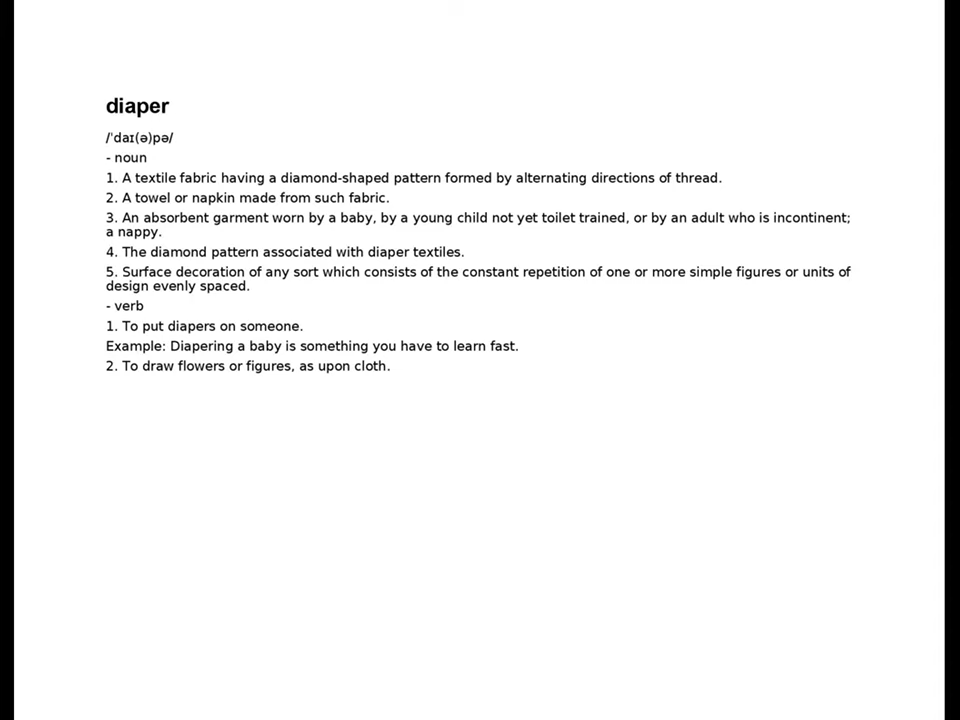 diaper
/ˈdaɪ(ə)pə/
- noun
1. A textile fabric having a diamond-shaped pattern formed by alternating directions of thread.
2. A towel or napkin made from such fabric.
3. An absorbent garment worn by a baby, by a young child not yet toilet trained, or by an adult who is incontinent;
a nappy.
4. The diamond pattern associated with diaper textiles.
5. Surface decoration of any sort which consists of the constant repetition of one or more simple figures or units of
design evenly spaced.
- verb
1. To put diapers on someone.
Example: Diapering a baby is something you have to learn fast.
2. To draw flowers or figures, as upon cloth.